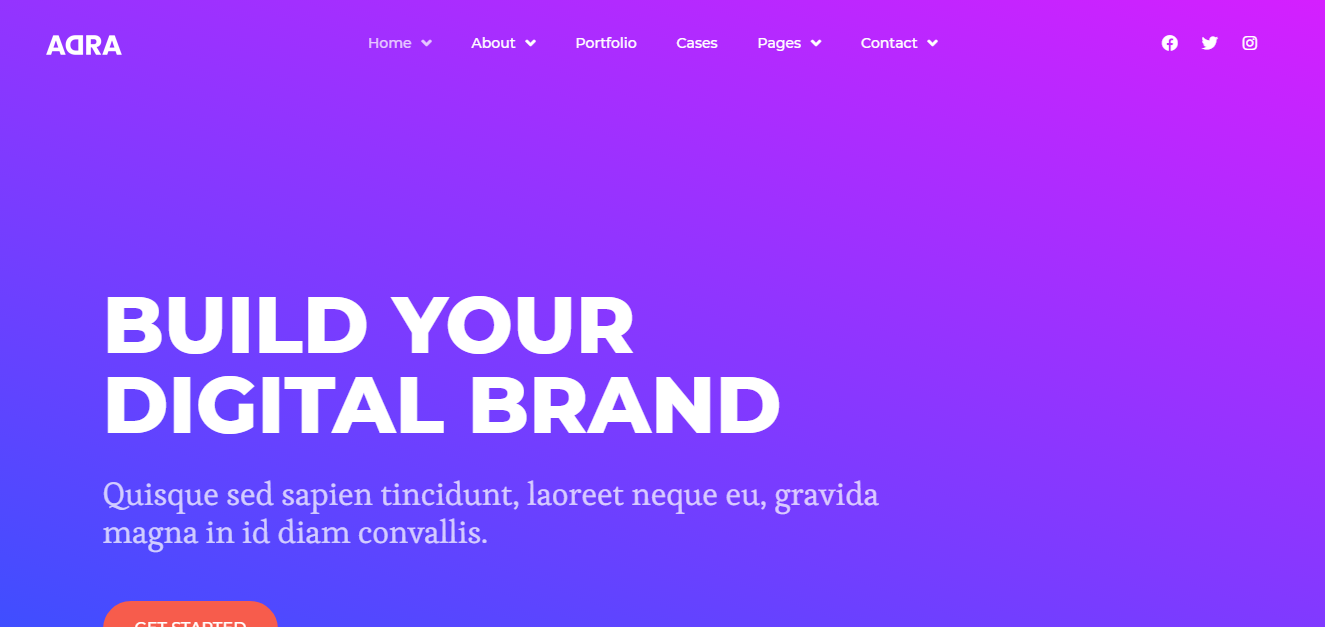 ADRA
Home About Portfolio Cases Pages Contact
BUILD YOUR
DIGITAL BRAND
Quisque sed sapien tincidunt, laoreet neque eu, gravida
magna in id diam convallis.
GET STARTED